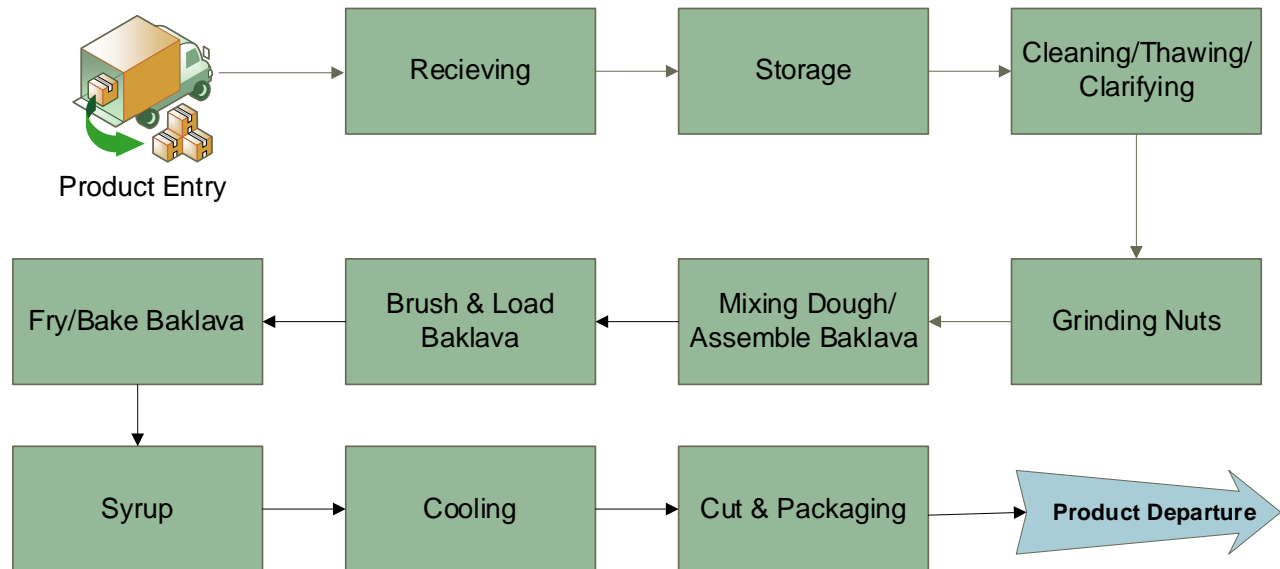 Product Entry
Recieving
Storage
Cleaning/Thawing/
Clarifying
Grinding Nuts
Mixing Dough/
Assemble Baklava
Brush & Load
Baklava
Fry/Bake Baklava
Syrup
Cooling
Cut & Packaging
Product Departure